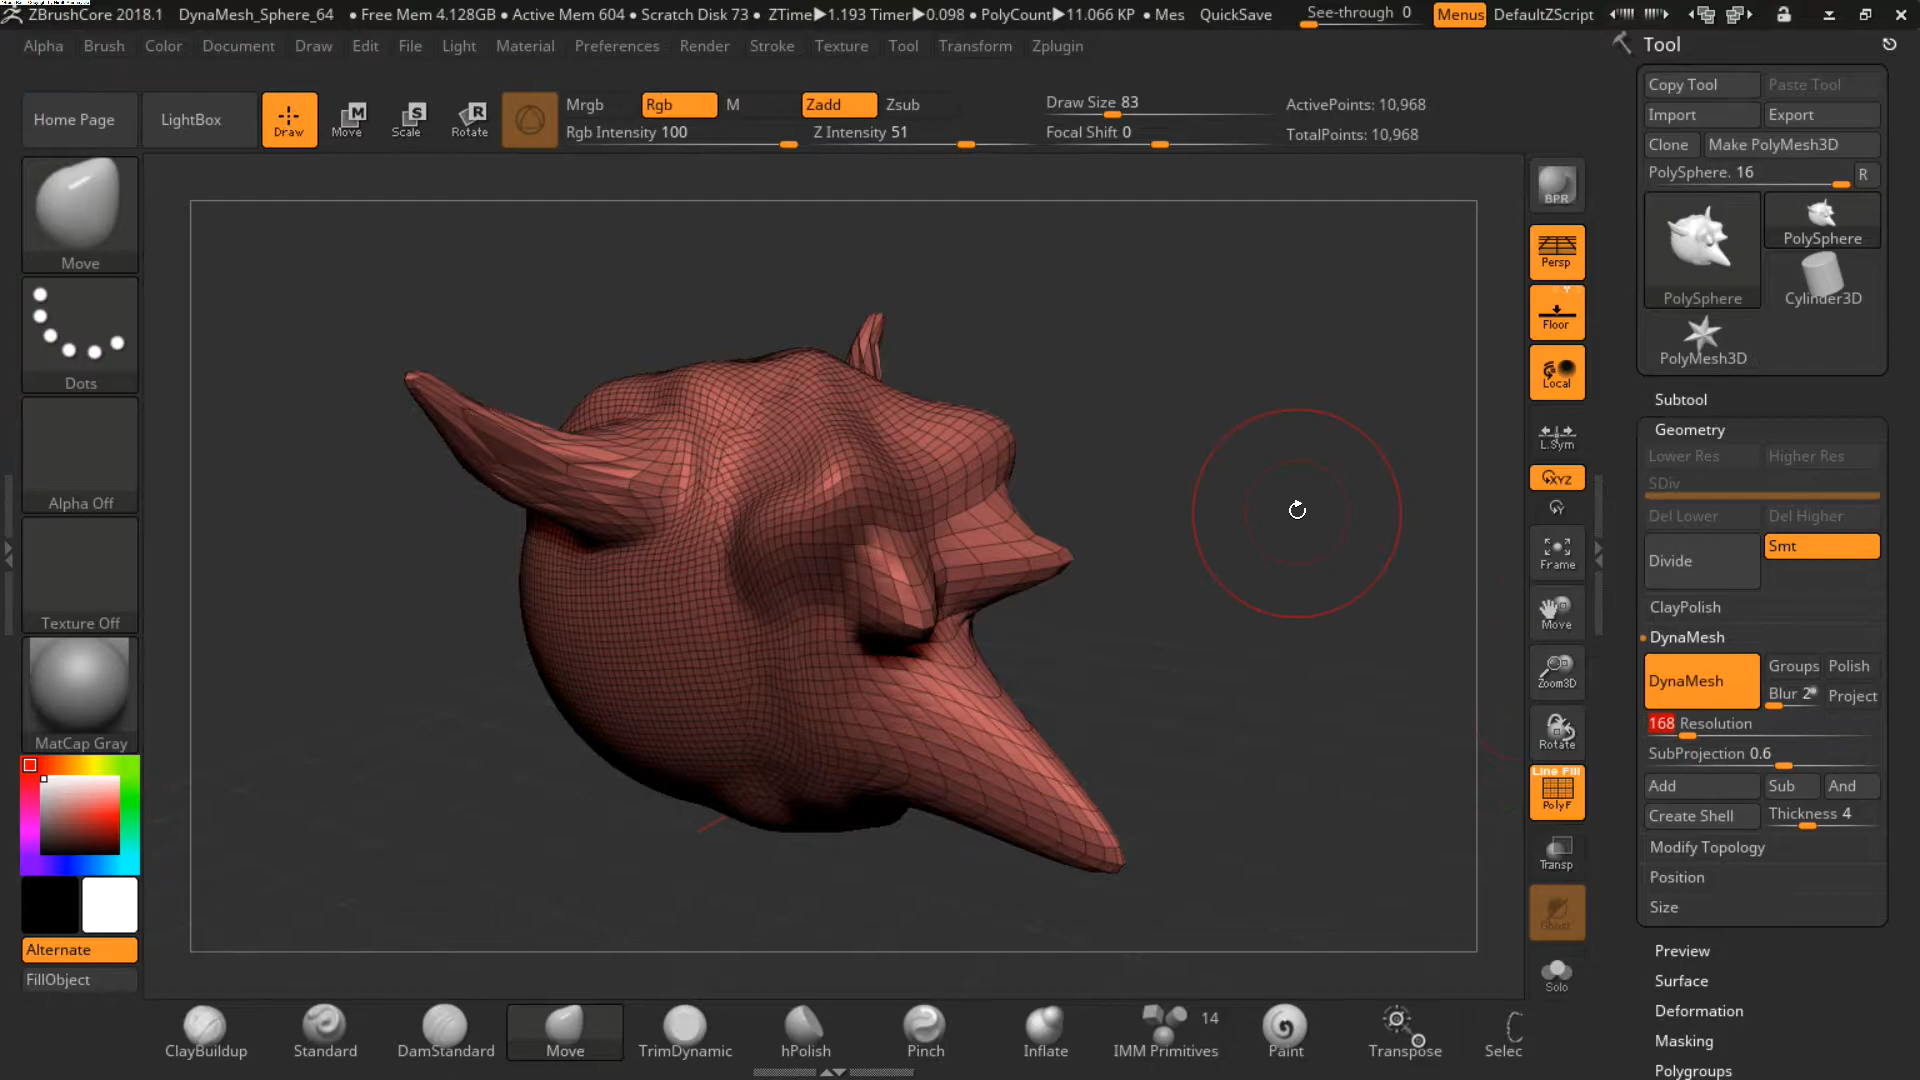 ZBrushCore 2018.1 DynaMesh_Sphere_64 • Free Mem 4.128GB • Active Mem 604 • Scratch Disk 73 • ZTime▶1.193 Timer▶0.098 • PolyCount▶11.066 KP • Mes QuickSave See-through 0 Menus DefaultZScript
Alpha Brush Color Document Draw Edit File Light Material Preferences Render Stroke Texture Tool Transform Zplugin
Home Page
LightBox
Draw
M
Move
S
Scale
R
Rotate
Mrgb Rgb M Zadd Zsub
Rgb Intensity 100 Z Intensity 51
Draw Size 83
Focal Shift 0
ActivePoints: 10,968
TotalPoints: 10,968
Move
Dots
Alpha Off
Texture Off
MatCap Gray
Alternate
FillObject
BPR
Persp
Floor
Local
L.Sym
XYZ
Y
Frame
Move
Zoom3D
Rotate
Line Fill
PolyF
Transp
Ghost
Solo
Tool
Copy Tool Paste Tool
Import Export
Clone Make PolyMesh3D
PolySphere. 16 R
PolySphere
PolySphere
Cylinder3D
PolyMesh3D
Subtool
Geometry
Lower Res Higher Res
SDiv
Del Lower Del Higher
Divide
Smt
ClayPolish
DynaMesh
DynaMesh
Groups Polish
Blur 2 Project
168 Resolution
SubProjection 0.6
Add Sub And
Create Shell Thickness 4
Modify Topology
Position
Size
Preview
Surface
Deformation
Masking
Polygroups
ClayBuildup
Standard
DamStandard
Move
TrimDynamic
hPolish
Pinch
Inflate
14
IMM Primitives
Paint
Transpose
Selec